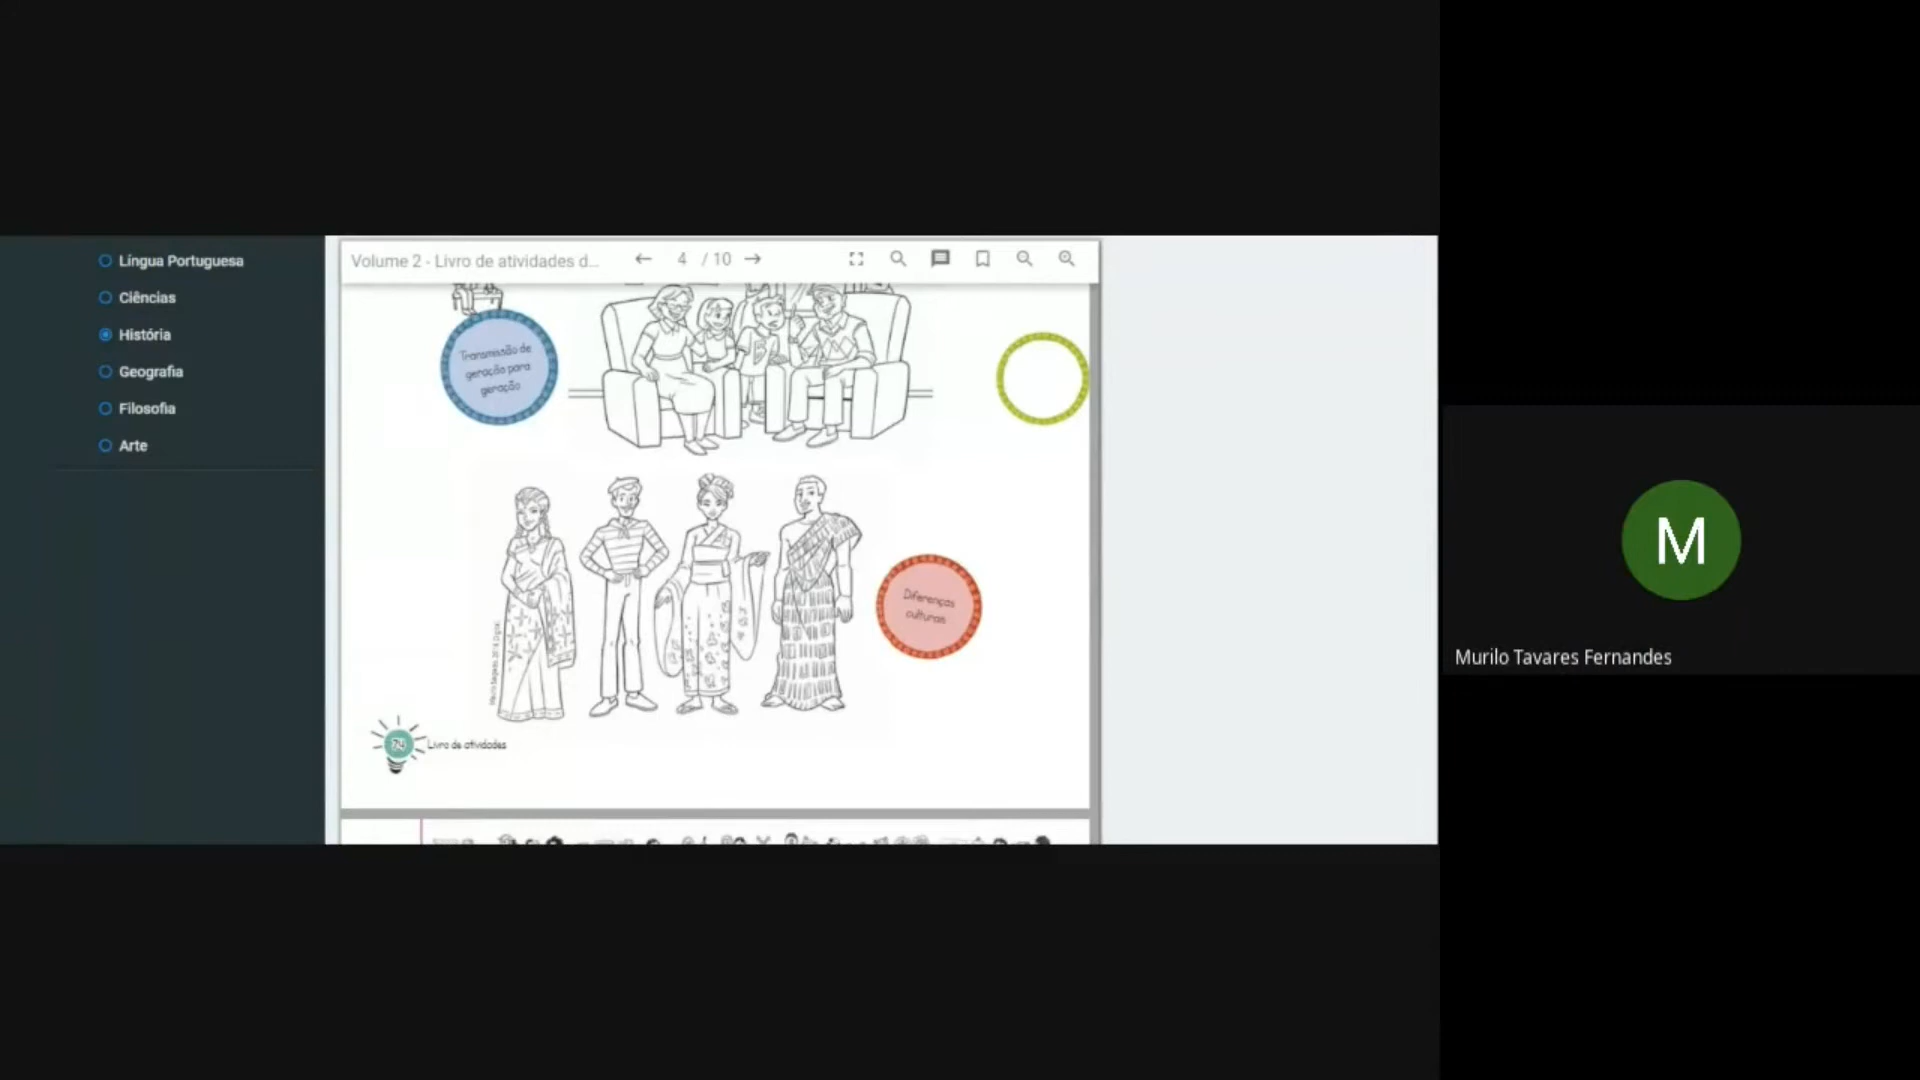 Língua Portuguesa
Ciências
História
Geografia
Filosofia
Arte
Volume 2 - Livro de atividades d...
4 / 10
Transmissão de
geração para
geração
Diferenças
culturais
74
Livro de atividades
M
Murilo Tavares Fernandes